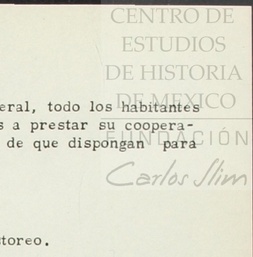 CENTRO DE
ESTUDIOS
DE HISTORIA
DE MEXICO
FUNDACIÓN
Carlos Slim
eral, todo los habitantes
s a prestar su coopera-
de que dispongan para
toreo.